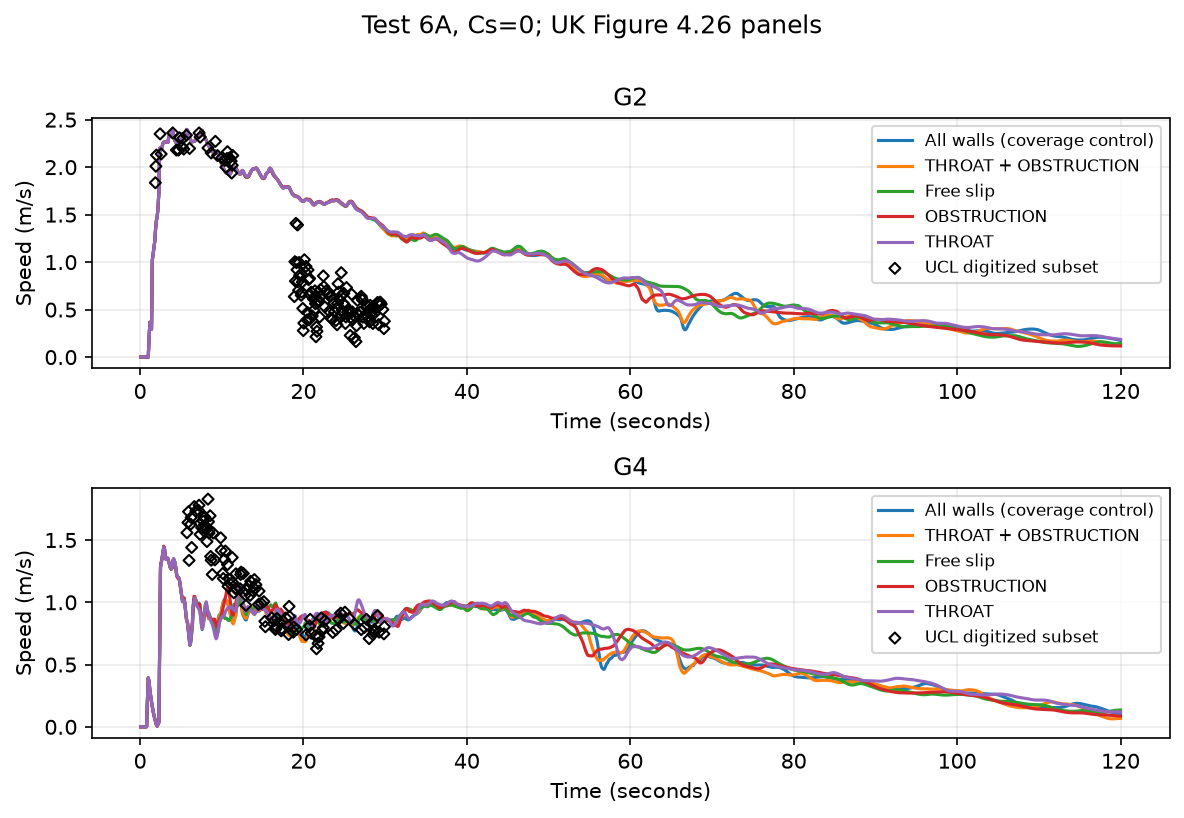 Test 6A, Cs=0; UK Figure 4.26 panels
G2
2.5
2.0
1.5
1.0
0.5
0.0
Speed (m/s)
All walls (coverage control)
THROAT + OBSTRUCTION
Free slip
OBSTRUCTION
THROAT
UCL digitized subset
0 20 40 60 80 100 120
Time (seconds)
G4
1.5
1.0
0.5
0.0
Speed (m/s)
All walls (coverage control)
THROAT + OBSTRUCTION
Free slip
OBSTRUCTION
THROAT
UCL digitized subset
0 20 40 60 80 100 120
Time (seconds)